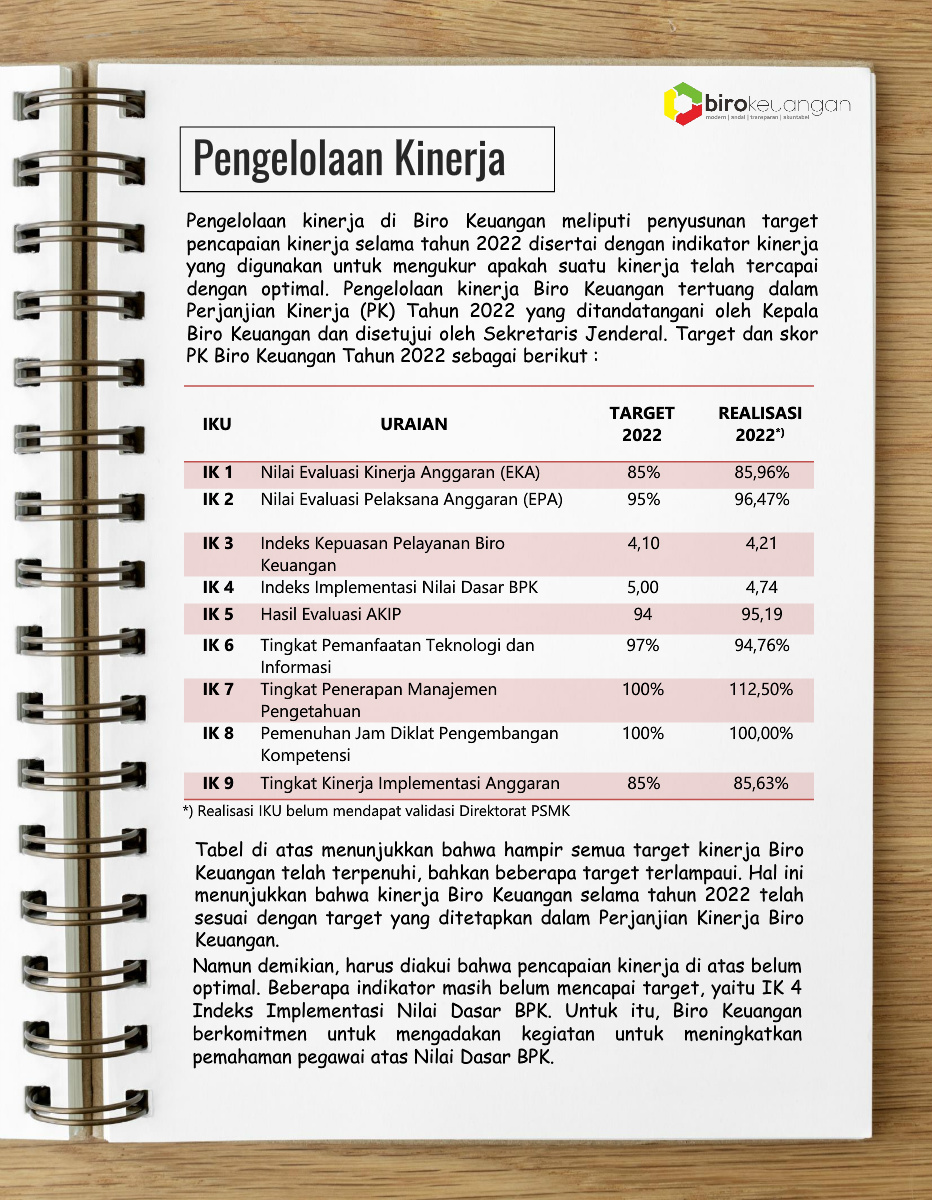 birokeuangan
modern | andal | transparan | akuntabel
Pengelolaan Kinerja
Pengelolaan kinerja di Biro Keuangan meliputi penyusunan target
pencapaian kinerja selama tahun 2022 disertai dengan indikator kinerja
yang digunakan untuk mengukur apakah suatu kinerja telah tercapai
dengan optimal. Pengelolaan kinerja Biro Keuangan tertuang dalam
Perjanjian Kinerja (PK) Tahun 2022 yang ditandatangani oleh Kepala
Biro Keuangan dan disetujui oleh Sekretaris Jenderal. Target dan skor
PK Biro Keuangan Tahun 2022 sebagai berikut :
IKU URAIAN TARGET 2022 REALISASI 2022*)
IK 1 Nilai Evaluasi Kinerja Anggaran (EKA) 85% 85,96%
IK 2 Nilai Evaluasi Pelaksana Anggaran (EPA) 95% 96,47%
IK 3 Indeks Kepuasan Pelayanan Biro 4,10 4,21
Keuangan
IK 4 Indeks Implementasi Nilai Dasar BPK 5,00 4,74
IK 5 Hasil Evaluasi AKIP 94 95,19
IK 6 Tingkat Pemanfaatan Teknologi dan 97% 94,76%
Informasi
IK 7 Tingkat Penerapan Manajemen 100% 112,50%
Pengetahuan
IK 8 Pemenuhan Jam Diklat Pengembangan 100% 100,00%
Kompetensi
IK 9 Tingkat Kinerja Implementasi Anggaran 85% 85,63%
*) Realisasi IKU belum mendapat validasi Direktorat PSMK
Tabel di atas menunjukkan bahwa hampir semua target kinerja Biro
Keuangan telah terpenuhi, bahkan beberapa target terlampaui. Hal ini
menunjukkan bahwa kinerja Biro Keuangan selama tahun 2022 telah
sesuai dengan target yang ditetapkan dalam Perjanjian Kinerja Biro
Keuangan.
Namun demikian, harus diakui bahwa pencapaian kinerja di atas belum
optimal. Beberapa indikator masih belum mencapai target, yaitu IK 4
Indeks Implementasi Nilai Dasar BPK. Untuk itu, Biro Keuangan
berkomitmen untuk mengadakan kegiatan untuk meningkatkan
pemahaman pegawai atas Nilai Dasar BPK.